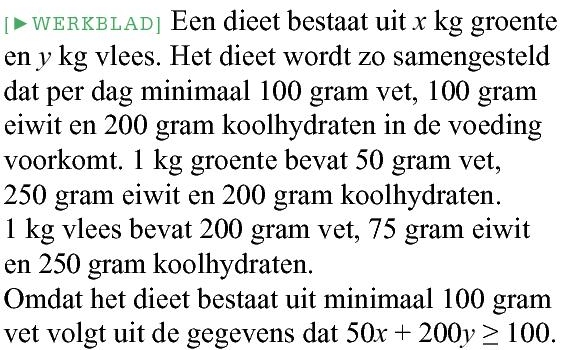 [►WERKBLAD] Een dieet bestaat uit x kg groente
en y kg vlees. Het dieet wordt zo samengesteld
dat per dag minimaal 100 gram vet, 100 gram
eiwit en 200 gram koolhydraten in de voeding
voorkomt. 1 kg groente bevat 50 gram vet,
250 gram eiwit en 200 gram koolhydraten.
1 kg vlees bevat 200 gram vet, 75 gram eiwit
en 250 gram koolhydraten.
Omdat het dieet bestaat uit minimaal 100 gram
vet volgt uit de gegevens dat 50x + 200y ≥ 100.